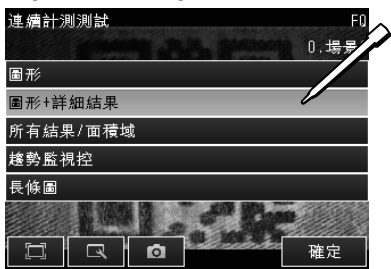 連續計測測試 FQ
0.場景
圖形
圖形+詳細結果
所有結果/面積域
趨勢監視控
長條圖
確定